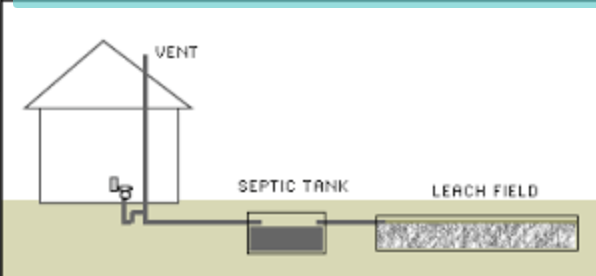 VENT
SEPTIC TANK
LEACH FIELD